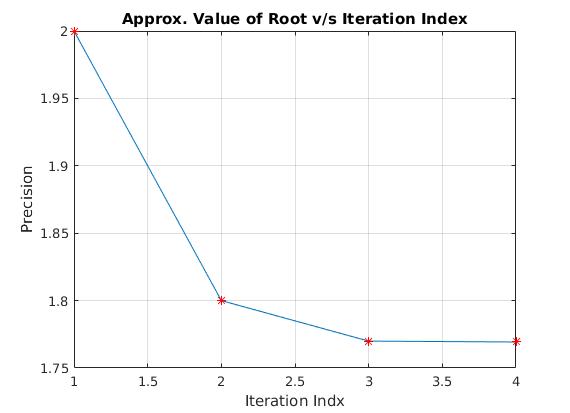 Approx. Value of Root v/s Iteration Index
2
1.95
1.9
1.85
1.8
1.75
Precision
1 1.5 2 2.5 3 3.5 4
Iteration Indx